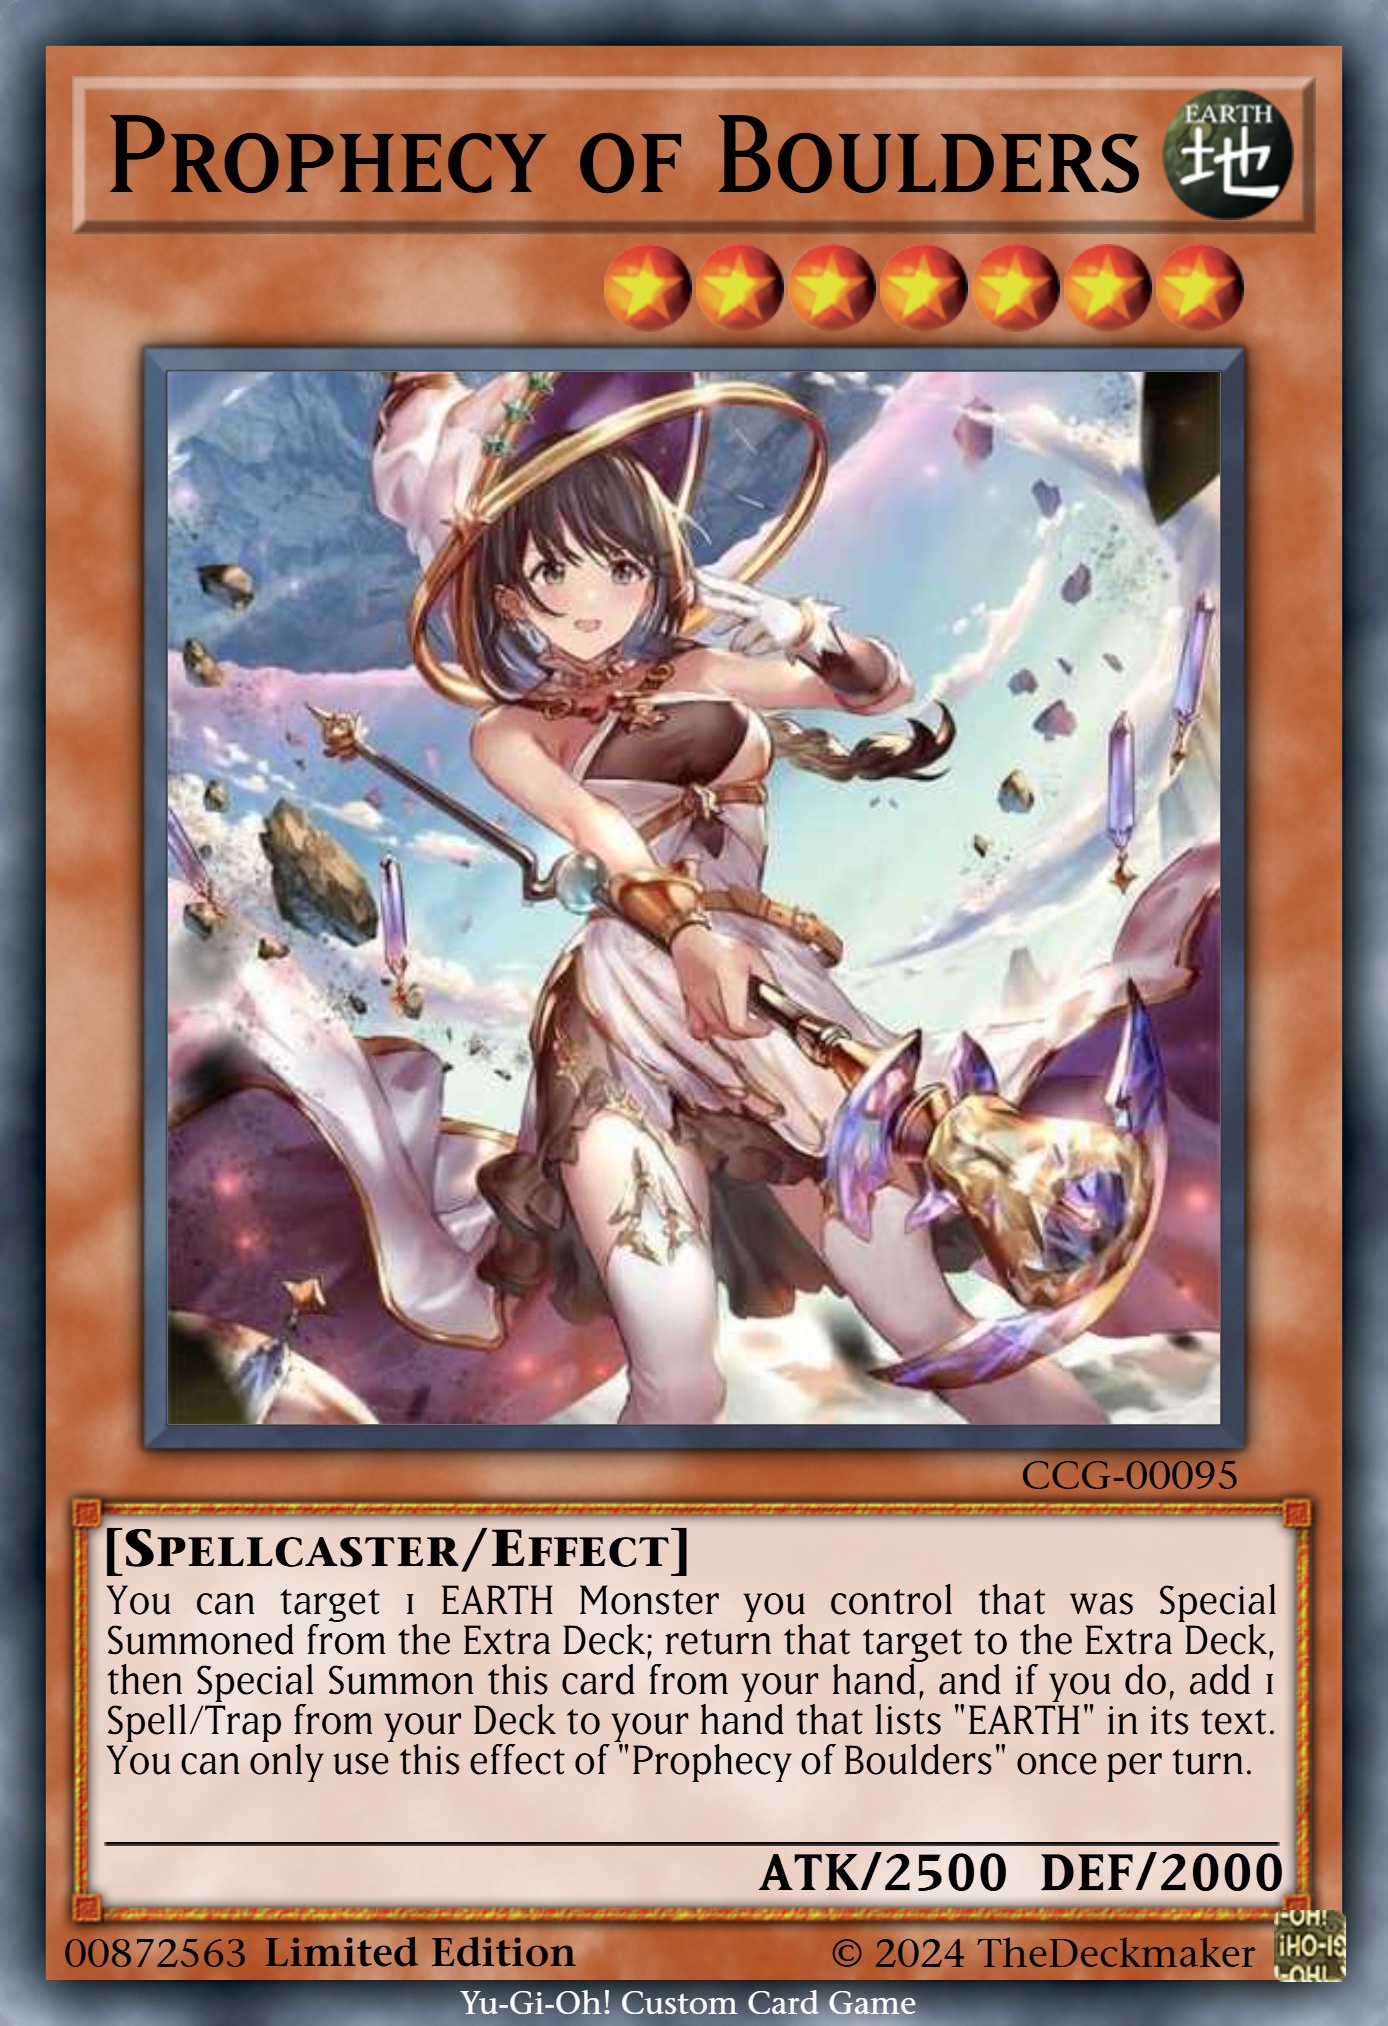 Prophecy of Boulders
EARTH
地
CCG-00095
[Spellcaster/Effect]
You can target 1 EARTH Monster you control that was Special
Summoned from the Extra Deck; return that target to the Extra Deck,
then Special Summon this card from your hand, and if you do, add 1
Spell/Trap from your Deck to your hand that lists "EARTH" in its text.
You can only use this effect of "Prophecy of Boulders" once per turn.
ATK/2500 DEF/2000
00872563 Limited Edition
© 2024 TheDeckmaker
Yu-Gi-Oh! Custom Card Game